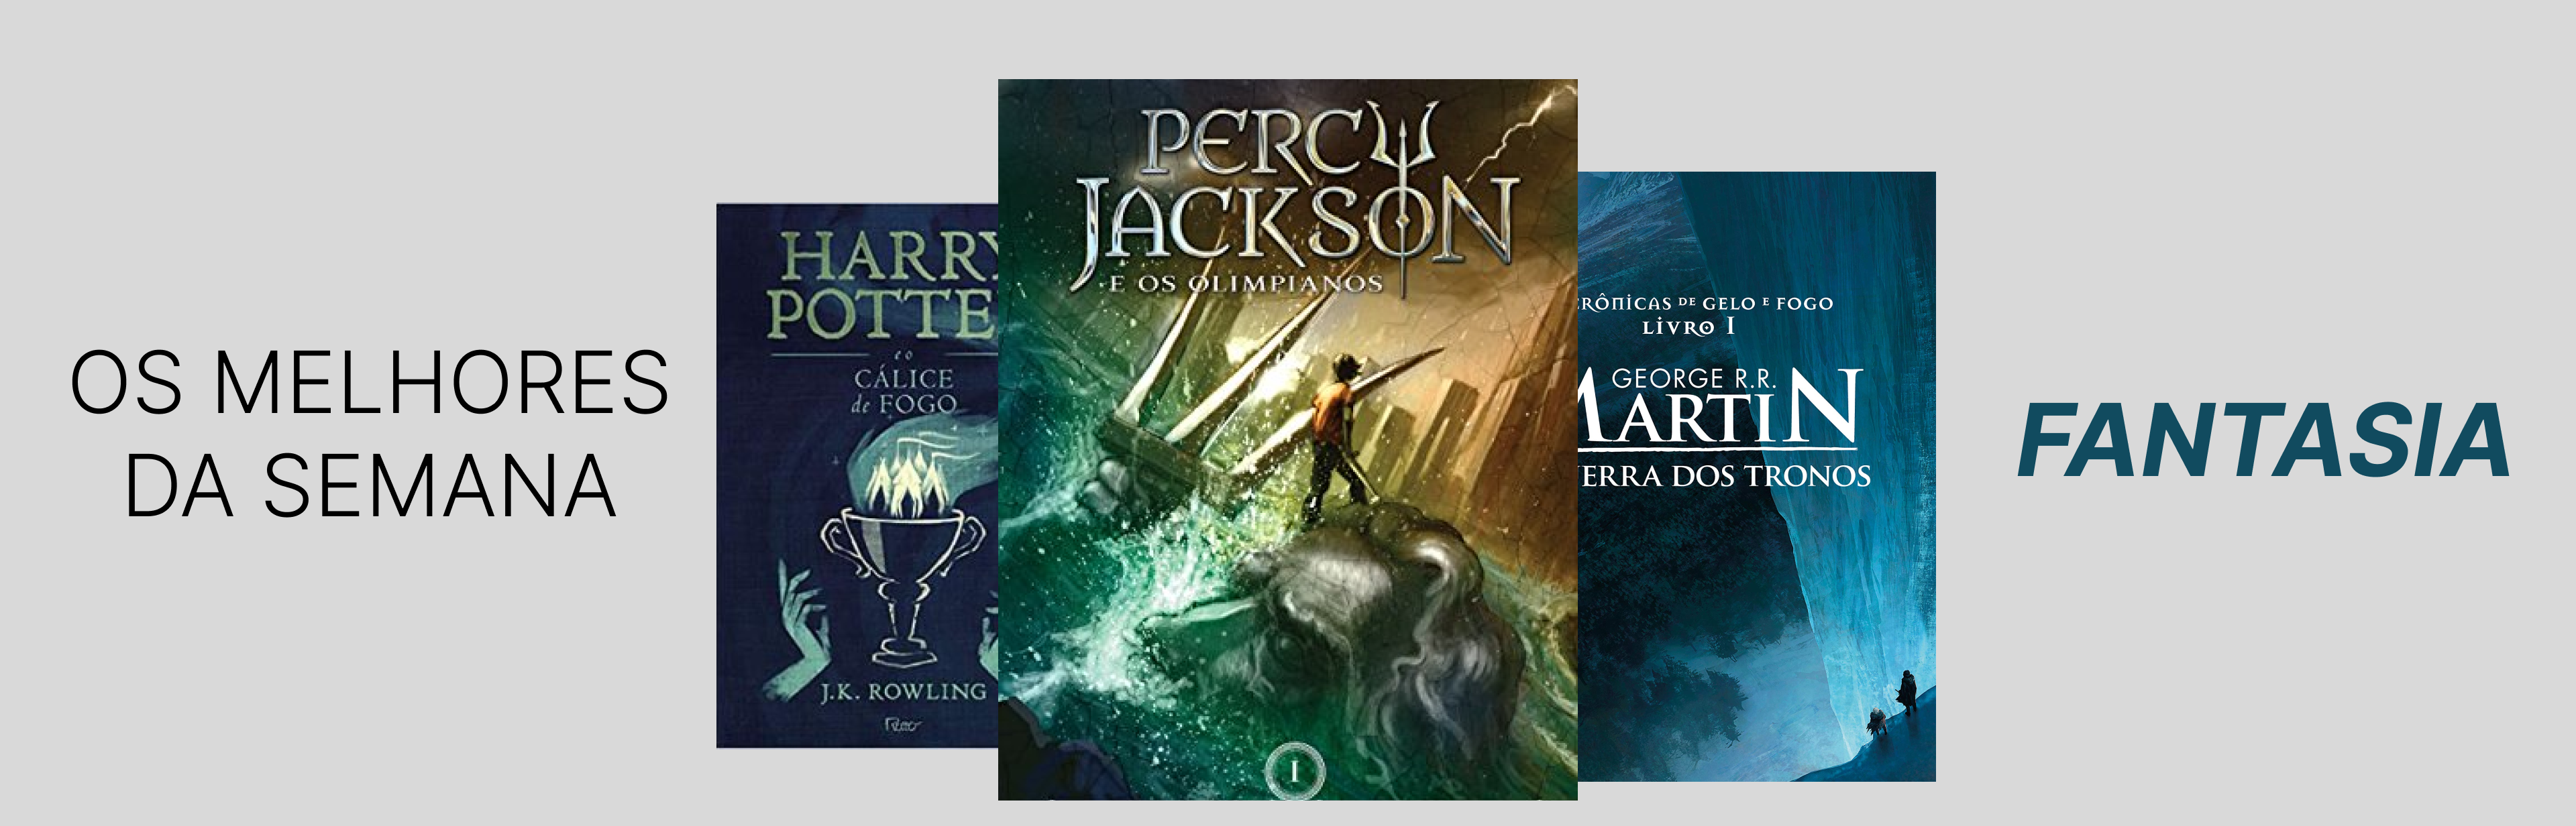 OS MELHORES
DA SEMANA
HARRY
POTTE
e o
CÁLICE
de FOGO
J.K. ROWLING
PERCY
JACKSON
E OS OLIMPIANOS
I
CRÔNICAS DE GELO E FOGO
LIVRO I
GEORGE R.R.
MARTIN
ERRA DOS TRONOS
FANTASIA